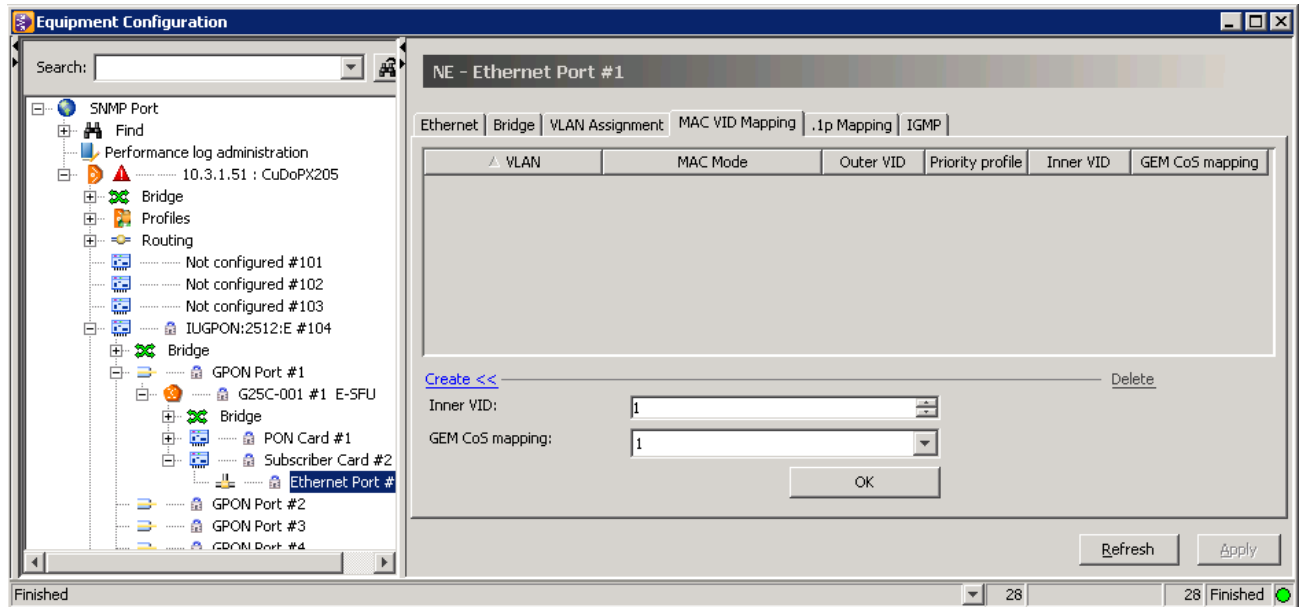 Equipment Configuration
Search:
SNMP Port
Find
Performance log administration
10.3.1.51 : CuDoPX205
Bridge
Profiles
Routing
Not configured #101
Not configured #102
Not configured #103
IUGPON:2512:E #104
Bridge
GPON Port #1
G25C-001 #1 E-SFU
Bridge
PON Card #1
Subscriber Card #2
Ethernet Port #
GPON Port #2
GPON Port #3
GPON Port #4
NE - Ethernet Port #1
Ethernet Bridge VLAN Assignment MAC VID Mapping .1p Mapping IGMP
VLAN MAC Mode Outer VID Priority profile Inner VID GEM CoS mapping
Create << Delete
Inner VID: 1
GEM CoS mapping: 1
OK
Refresh Apply
Finished 28 28 Finished